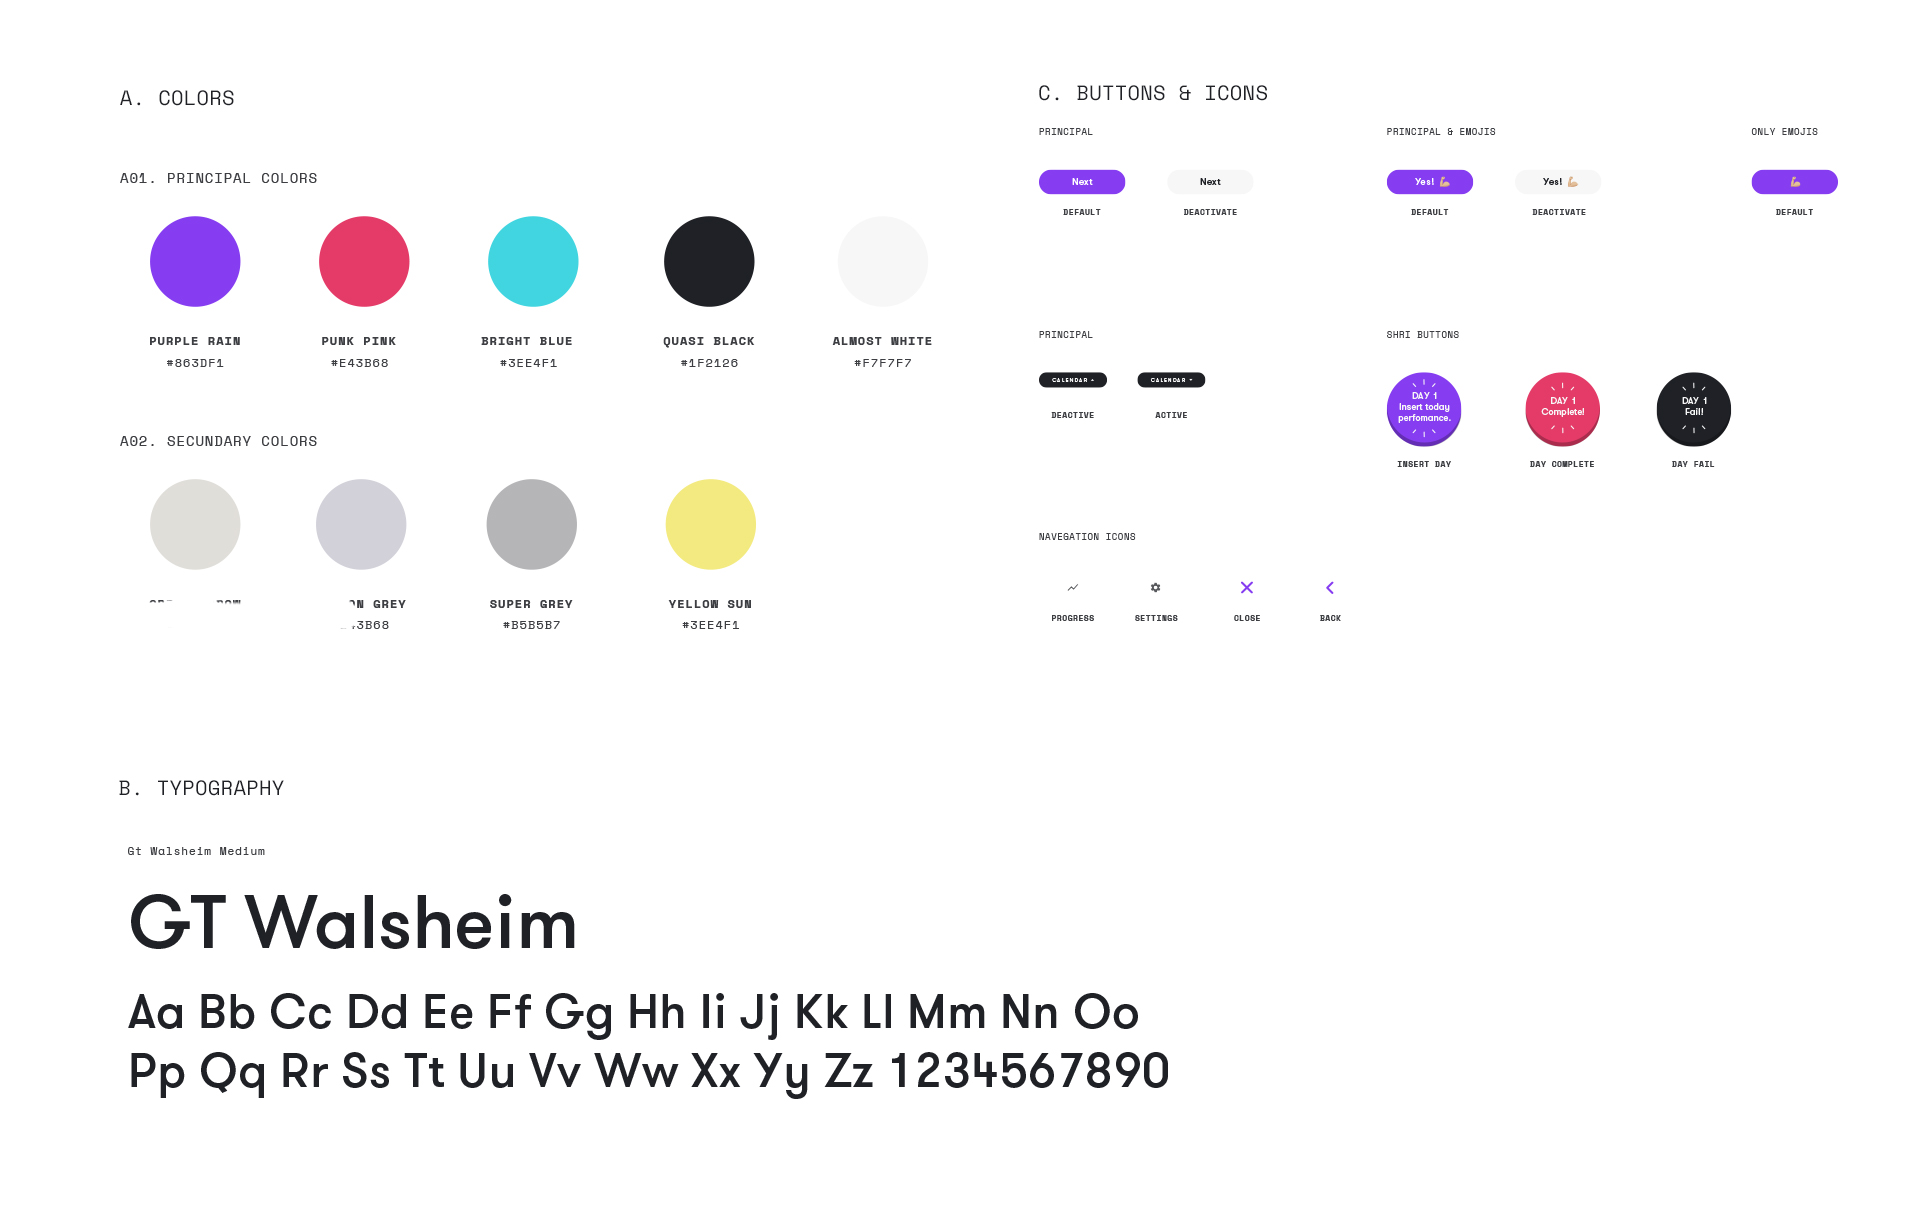 A. COLORS
A01. PRINCIPAL COLORS
PURPLE RAIN
#863DF1
PUNK PINK
#E43B68
BRIGHT BLUE
#3EE4F1
QUASI BLACK
#1F2126
ALMOST WHITE
#F7F7F7
A02. SECUNDARY COLORS
GREY
SUPER GREY
#B5B5B7
YELLOW SUN
#3EE4F1
C. BUTTONS & ICONS
PRINCIPAL
Next
DEFAULT
Next
DEACTIVATE
PRINCIPAL & EMOJIS
Yes! 💪🏼
DEFAULT
Yes! 💪🏼
DEACTIVATE
ONLY EMOJIS
💪🏼
DEFAULT
PRINCIPAL
CALENDAR
DEACTIVE
CALENDAR
ACTIVE
SHRI BUTTONS
DAY 1
Insert today
perfomance.
INSERT DAY
DAY 1
Complete!
DAY COMPLETE
DAY 1
Fail!
DAY FAIL
NAVEGATION ICONS
PROGRESS
SETTINGS
CLOSE
BACK
B. TYPOGRAPHY
Gt Walsheim Medium
GT Walsheim
Aa Bb Cc Dd Ee Ff Gg Hh Ii Jj Kk Ll Mm Nn Oo
Pp Qq Rr Ss Tt Uu Vv Ww Xx Yy Zz 1234567890